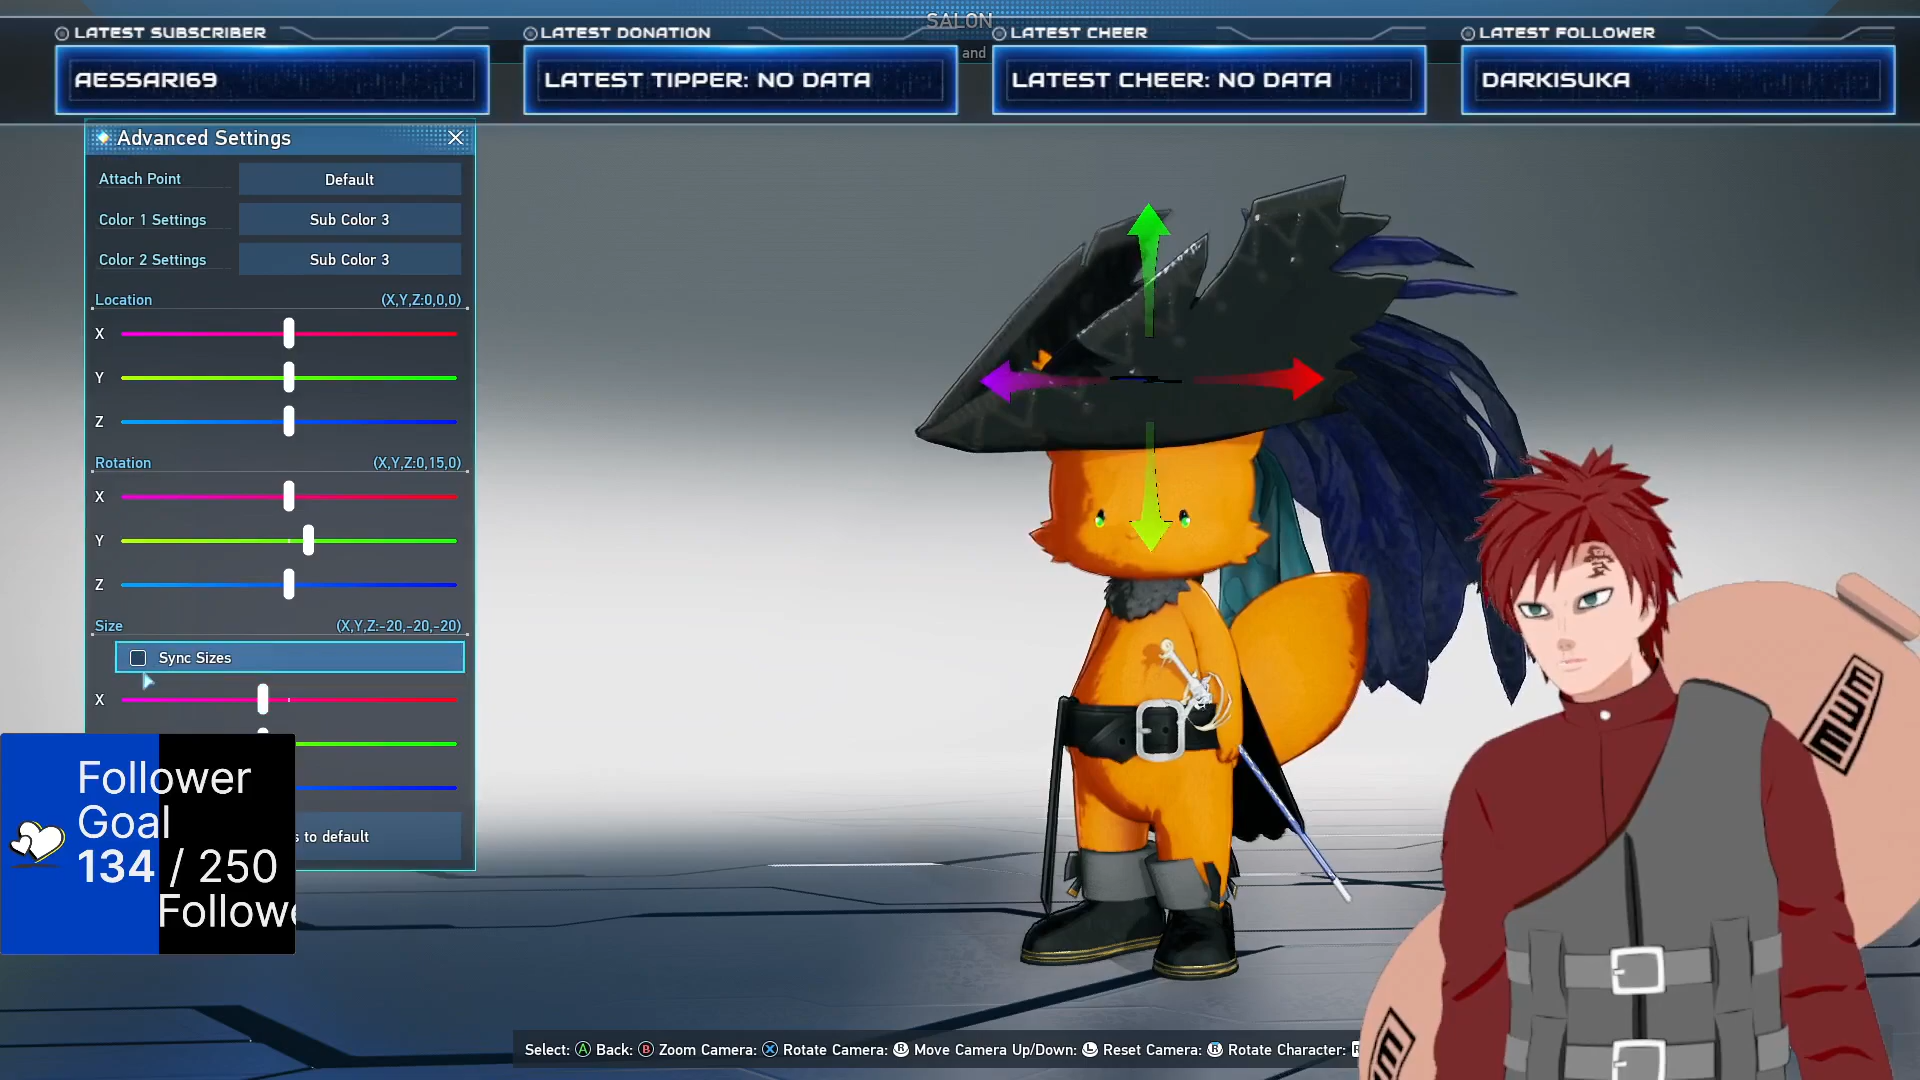 SALON
LATEST SUBSCRIBER
LATEST DONATION
LATEST CHEER
LATEST FOLLOWER
and
AESSARI69
LATEST TIPPER: NO DATA
LATEST CHEER: NO DATA
DARKISUKA
Advanced Settings
Attach Point
Default
Color 1 Settings
Sub Color 3
Color 2 Settings
Sub Color 3
Location
(X,Y,Z:0,0,0)
X
Y
Z
Rotation
(X,Y,Z:0,15,0)
X
Y
Z
Size
(X,Y,Z:-20,-20,-20)
Sync Sizes
X
s to default
Follower
Goal
134 / 250
Followe
Select: A Back: B Zoom Camera: X Rotate Camera: R Move Camera Up/Down: L Reset Camera: R Rotate Character: